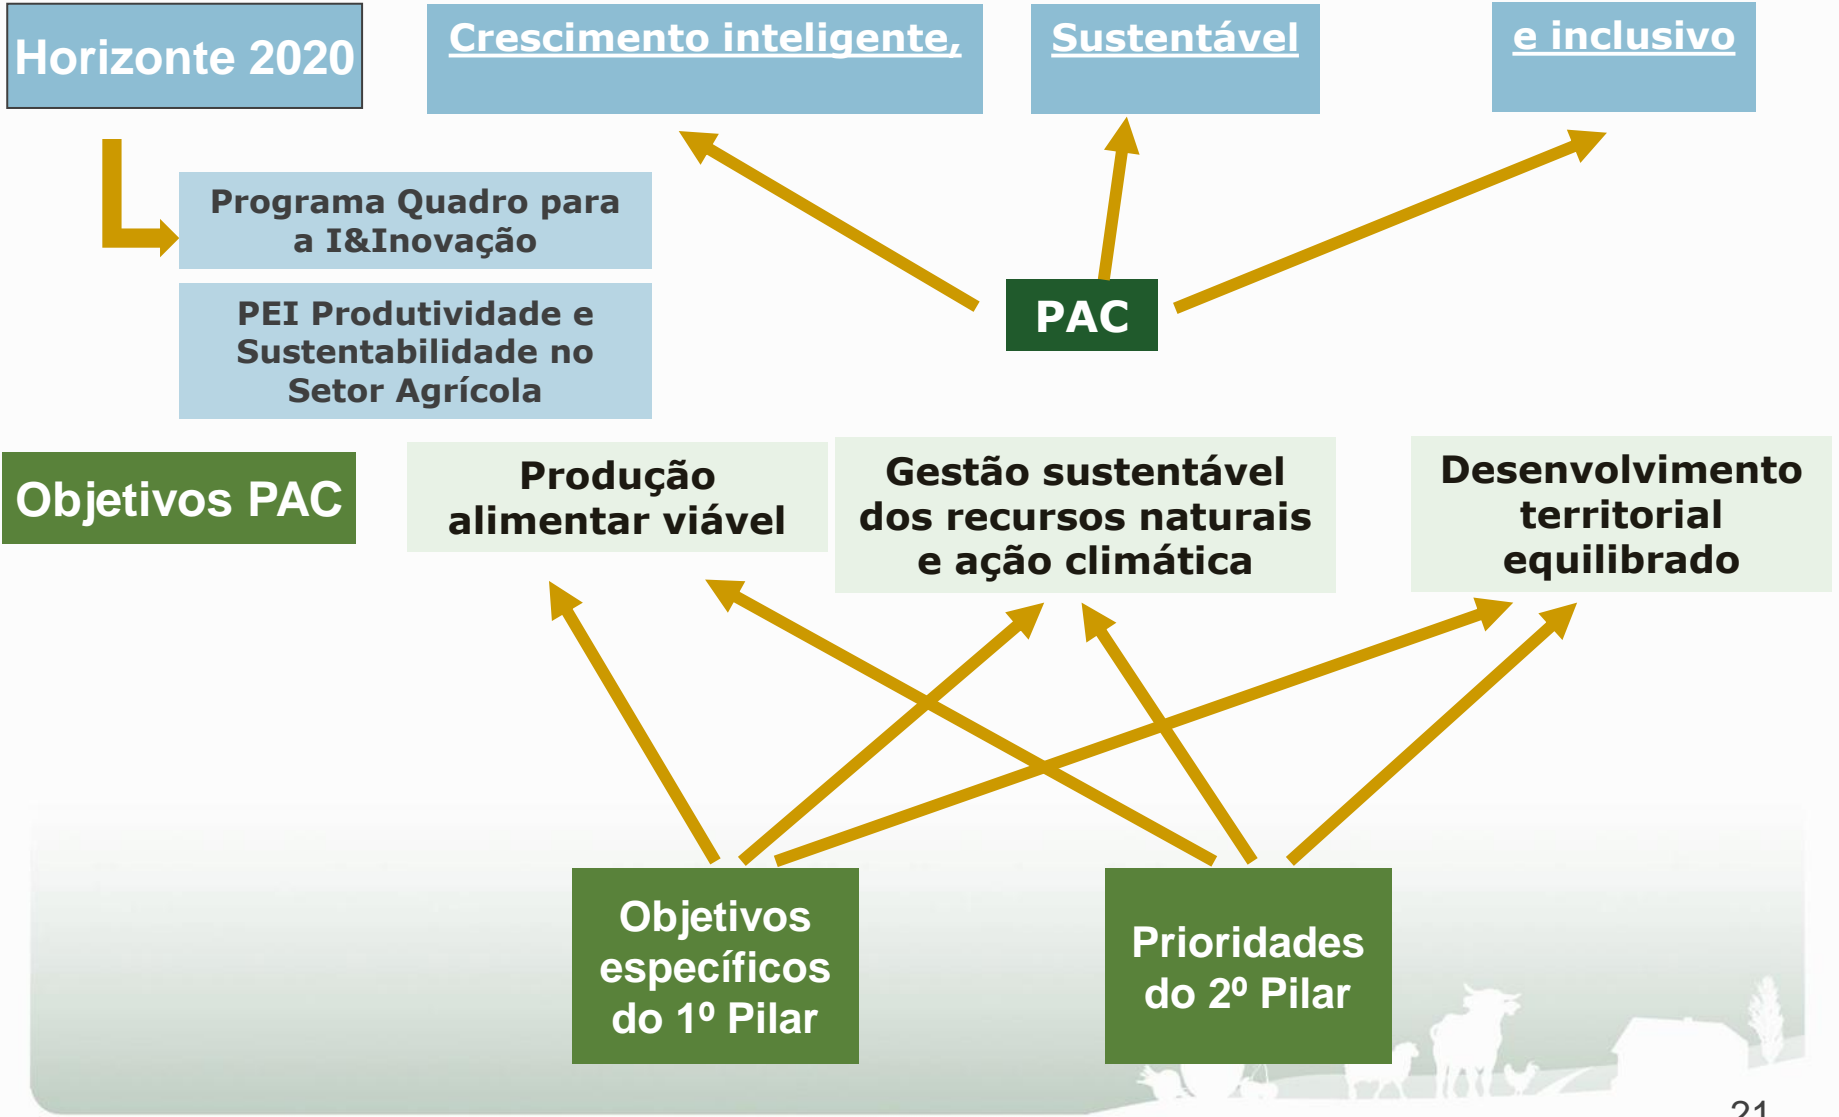 Horizonte 2020
Crescimento inteligente,
Sustentável
e inclusivo
Programa Quadro para
a I&Inovação
PEI Produtividade e
Sustentabilidade no
Setor Agrícola
PAC
Objetivos PAC
Produção
alimentar viável
Gestão sustentável
dos recursos naturais
e ação climática
Desenvolvimento
territorial
equilibrado
Objetivos
específicos
do 1º Pilar
Prioridades
do 2º Pilar
21